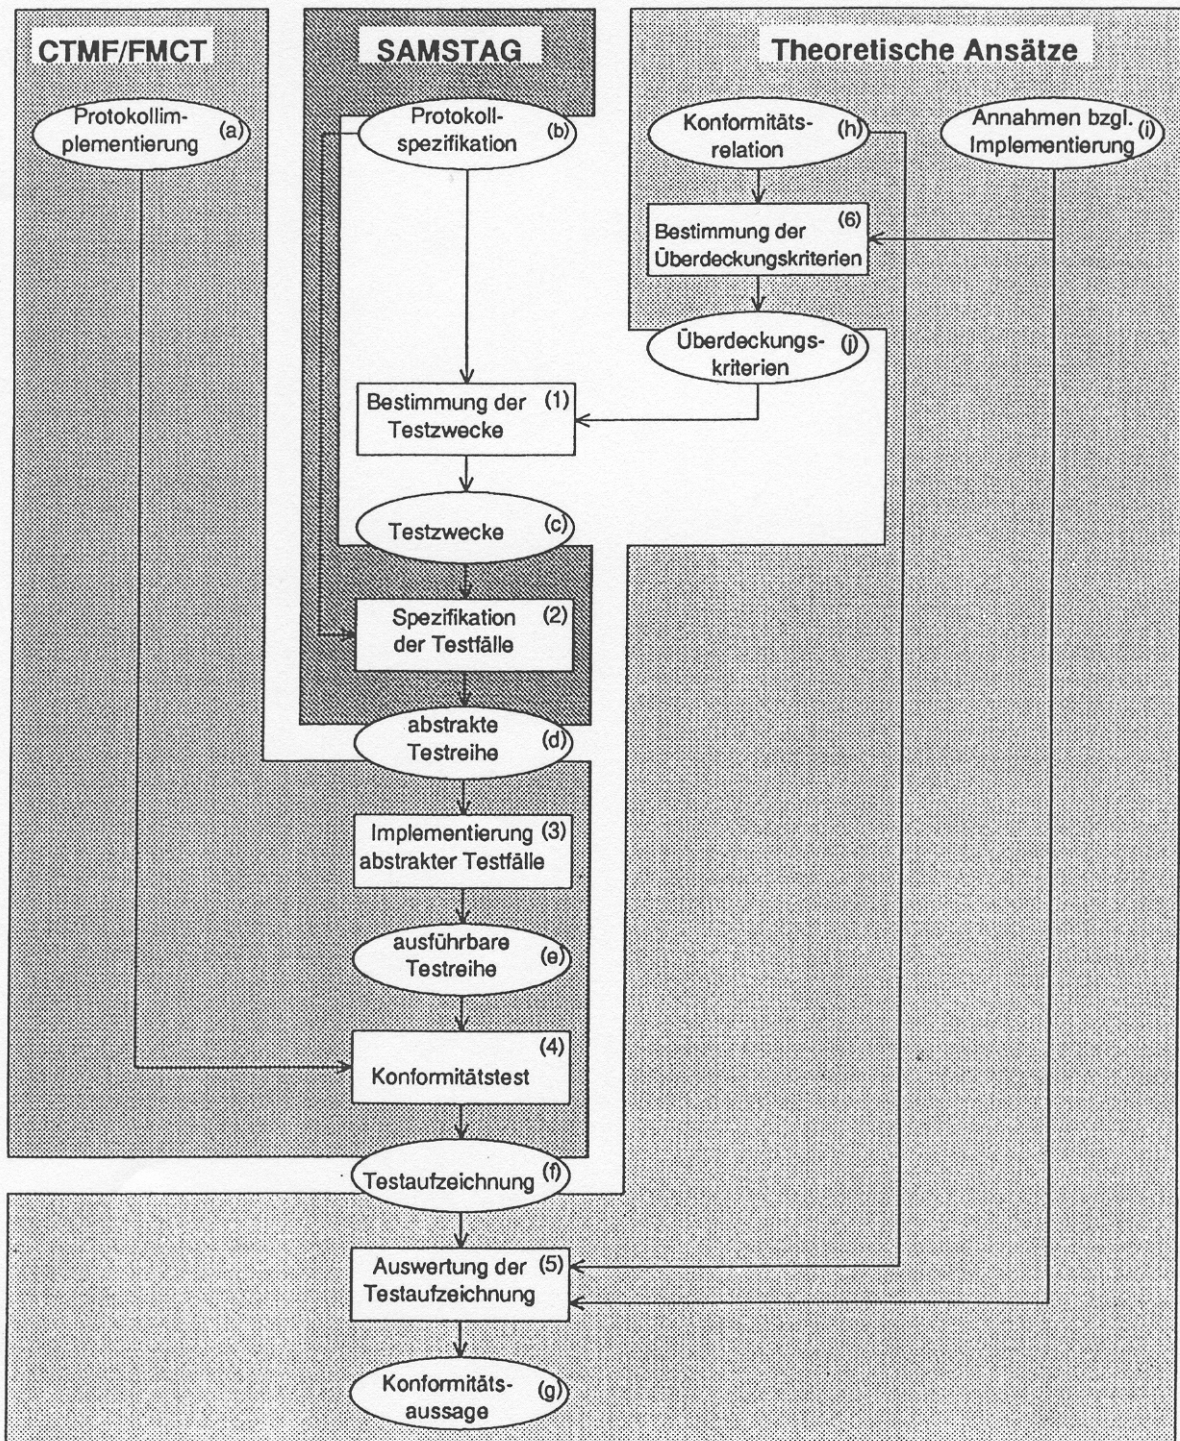 CTMF/FMCT
SAMSTAG
Theoretische Ansätze
Protokollim-
plementierung (a)
Protokoll-
spezifikation (b)
Konformitäts-
relation (h)
Annahmen bzgl.
Implementierung (i)
(6)
Bestimmung der
Überdeckungskriterien
Überdeckungs-
kriterien (j)
Bestimmung der (1)
Testzwecke
Testzwecke (c)
Spezifikation (2)
der Testfälle
abstrakte
Testreihe (d)
Implementierung (3)
abstrakter Testfälle
ausführbare
Testreihe (e)
(4)
Konformitätstest
Testaufzeichnung (f)
Auswertung der (5)
Testaufzeichnung
Konformitäts-
aussage (g)